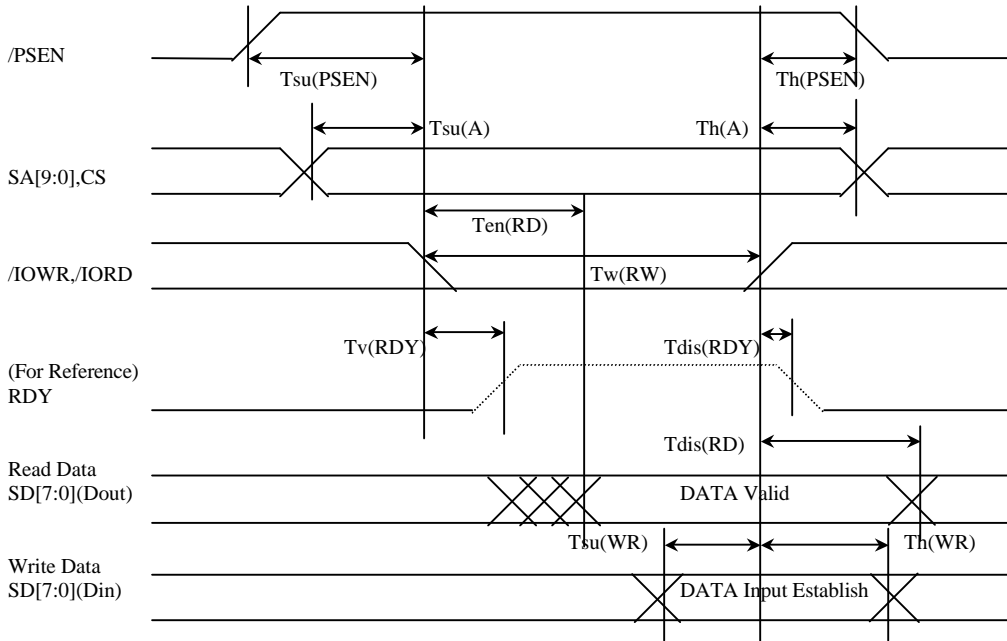 /PSEN
Tsu(PSEN)
Th(PSEN)
Tsu(A)
Th(A)
SA[9:0],CS
Ten(RD)
/IOWR,/IORD
Tw(RW)
Tv(RDY)
Tdis(RDY)
(For Reference)
RDY
Tdis(RD)
Read Data
SD[7:0](Dout)
DATA Valid
Tsu(WR)
Th(WR)
Write Data
SD[7:0](Din)
DATA Input Establish